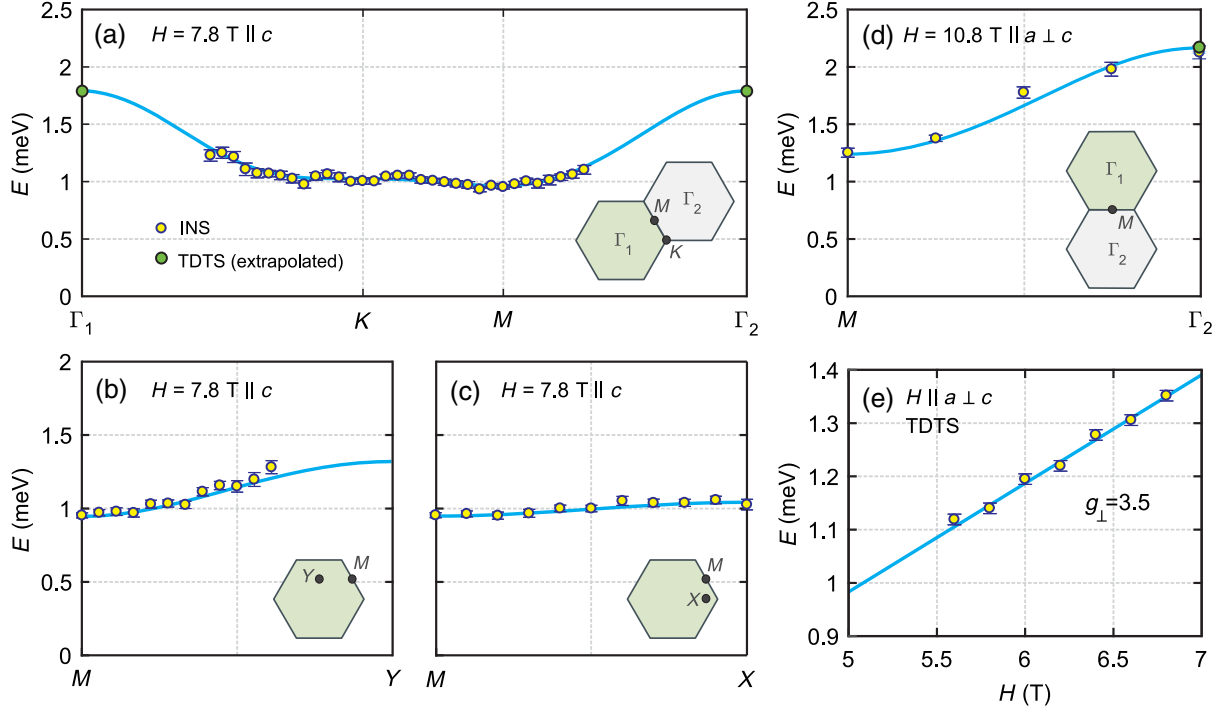 (a) H = 7.8 T || c
E (meV)
2.5
2
1.5
1
0.5
0
INS
TDTS (extrapolated)
Γ₁
Γ₂
M
K
Γ₁
K
M
Γ₂
(d) H = 10.8 T || a ⊥ c
E (meV)
2.5
2
1.5
1
0.5
0
Γ₁
M
Γ₂
M
Γ₂
(b) H = 7.8 T || c
E (meV)
2
1.5
1
0.5
0
Y
M
M
Y
(c) H = 7.8 T || c
M
X
M
X
(e) H || a ⊥ c
TDTS
E (meV)
1.4
1.3
1.2
1.1
1
0.9
g⊥=3.5
5
5.5
6
6.5
7
H (T)